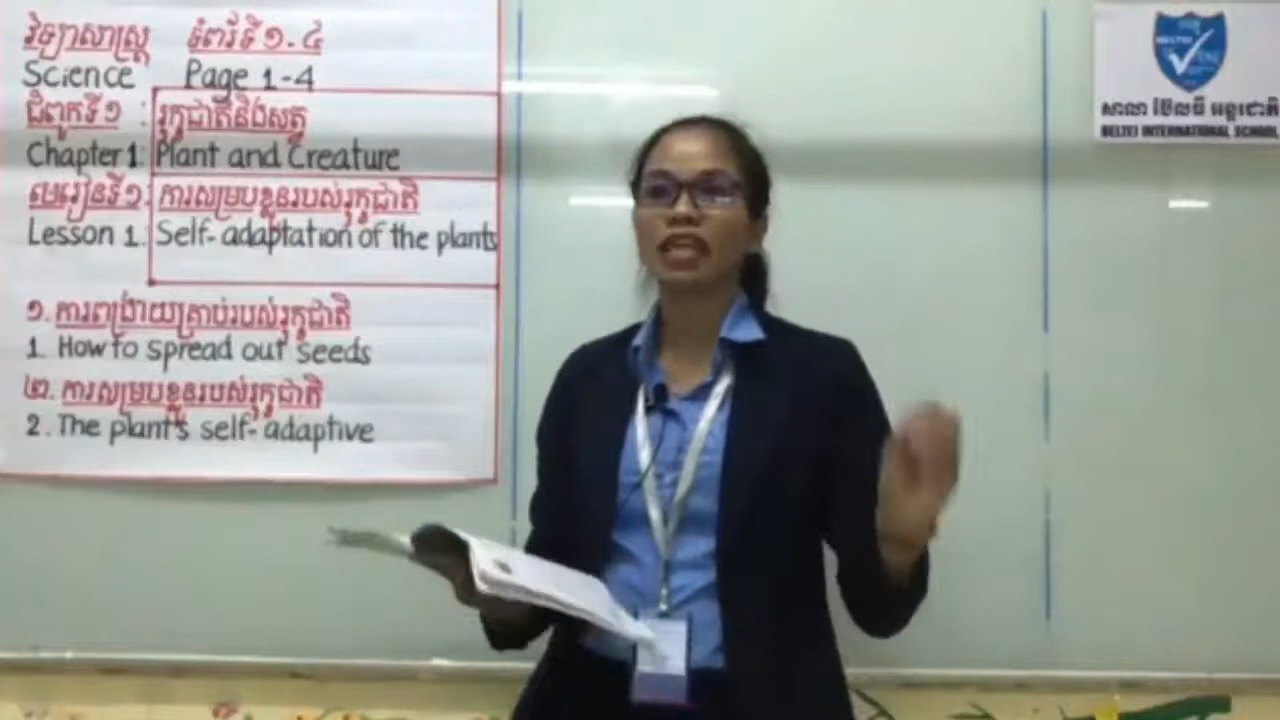 វិទ្យាសាស្ត្រ ទំព័រទី១-៤
Science Page 1-4
ជំពូកទី១ : រុក្ខជាតិនិងសត្វ
Chapter 1: Plant and Creature
មេរៀនទី១: ការសម្របខ្លួនរបស់រុក្ខជាតិ
Lesson 1: Self-adaptation of the plants
១. ការពង្រាយគ្រាប់របស់រុក្ខជាតិ
1. How to spread out seeds
២. ការសម្របខ្លួនរបស់រុក្ខជាតិ
2. The plant's self-adaptive
សាលា ប៊ែលធី អន្តរជាតិ
BELTEI INTERNATIONAL SCHOOL